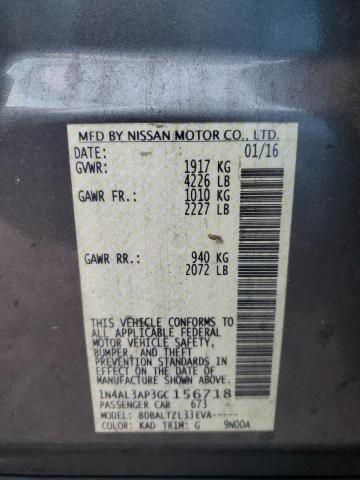 MFD BY NISSAN MOTOR CO., LTD.
DATE: 01/16
GVWR: 1917 KG
4226 LB
GAWR FR.: 1010 KG
2227 LB
GAWR RR.: 940 KG
2072 LB
THIS VEHICLE CONFORMS TO
ALL APPLICABLE FEDERAL
MOTOR VEHICLE SAFETY,
BUMPER, AND THEFT
PREVENTION STANDARDS IN
EFFECT ON THE DATE OF
MANUFACTURE SHOWN ABOVE.
1N4AL3AP3GC156718
PASSENGER CAR 673
MODEL: BDBALTZL33EVA-----
COLOR: KAD TRIM: G 9N00A